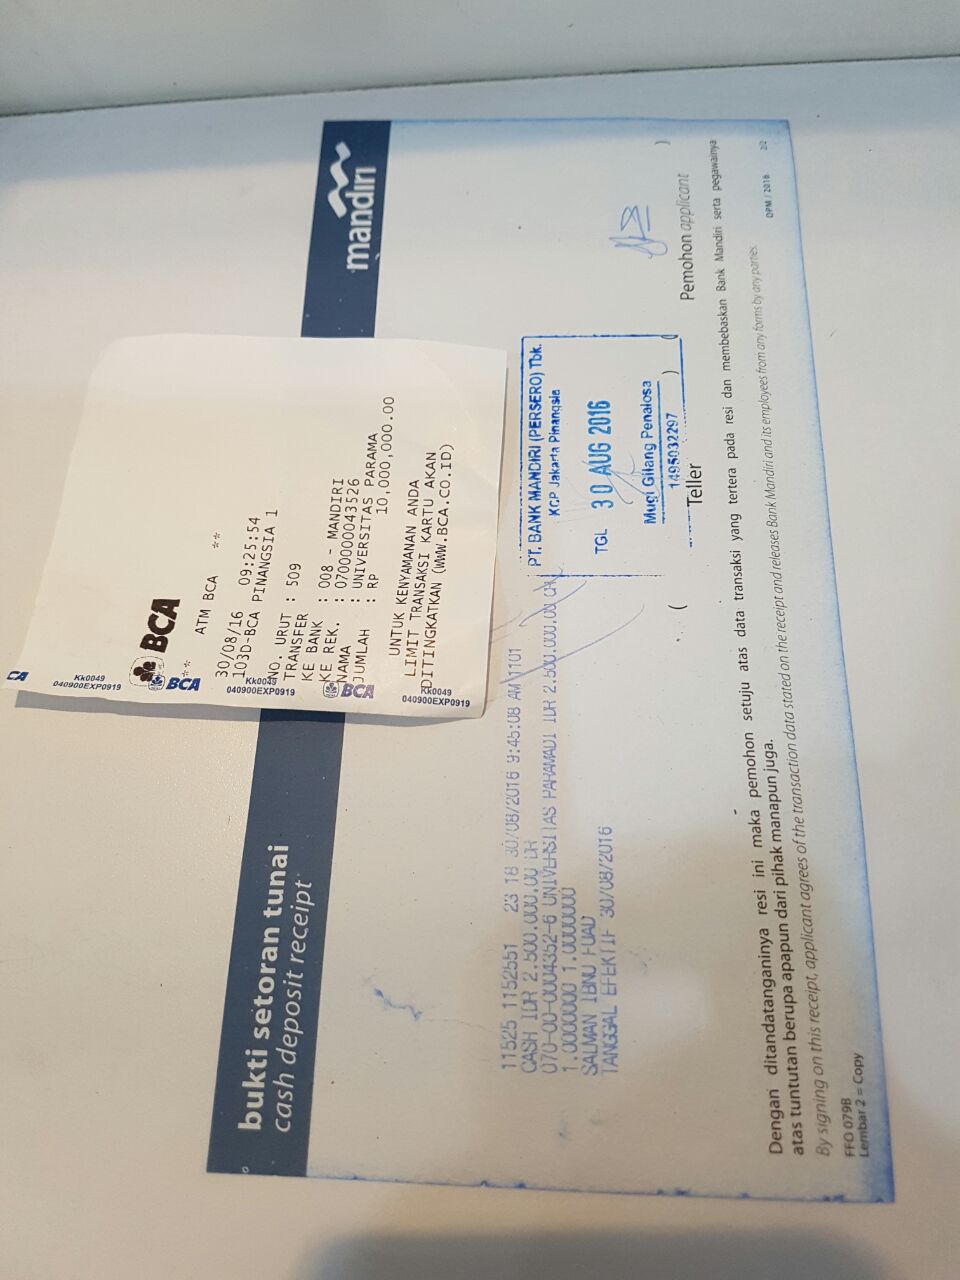 bukti setoran tunai
cash deposit receipt
mandiri
BCA
BCA
** ATM BCA **
30/08/16 09:25:54
103D-BCA PINANGSIA 1
Kk0049
040900EXP0919
Kk0049
040900EXP0919
NO. URUT : 509
TRANSFER
KE BANK : 008 - MANDIRI
KE REK. : 0700000043526
NAMA : UNIVERSITAS PARAMA
JUMLAH : RP 10,000,000.00
BCA
UNTUK KENYAMANAN ANDA
LIMIT TRANSAKSI KARTU AKAN
DITINGKATKAN (WWW.BCA.CO.ID)
Kk0049
040900EXP0919
11525 1152551 23 18 30/08/2016 9:45:08 AM 1101
CASH IDR 2.500.000,00 DR
070-00-0004352-6 UNIVERSITAS PARAMADI IDR 2.500.000,00
1.0000000 1.0000000
SALMAN IBNU FUAD
TANGGAL EFEKTIF 30/08/2016
PT. BANK MANDIRI (PERSERO) Tbk.
KCP Jakarta Pinangsia
TGL 30 AUG 2016
Mugi Gilang Penalosa
1495032297
( Teller ) ( Pemohon applicant )
Dengan ditandatanganinya resi ini maka pemohon setuju atas data transaksi yang tertera pada resi dan membebaskan Bank Mandiri serta pegawainya
atas tuntutan berupa apapun dari pihak manapun juga.
By signing on this receipt, applicant agrees of the transaction data stated on the receipt and releases Bank Mandiri and its employees from any forms by any parties.
FFO 079B
Lembar 2 = Copy
DPM / 2016 2/2